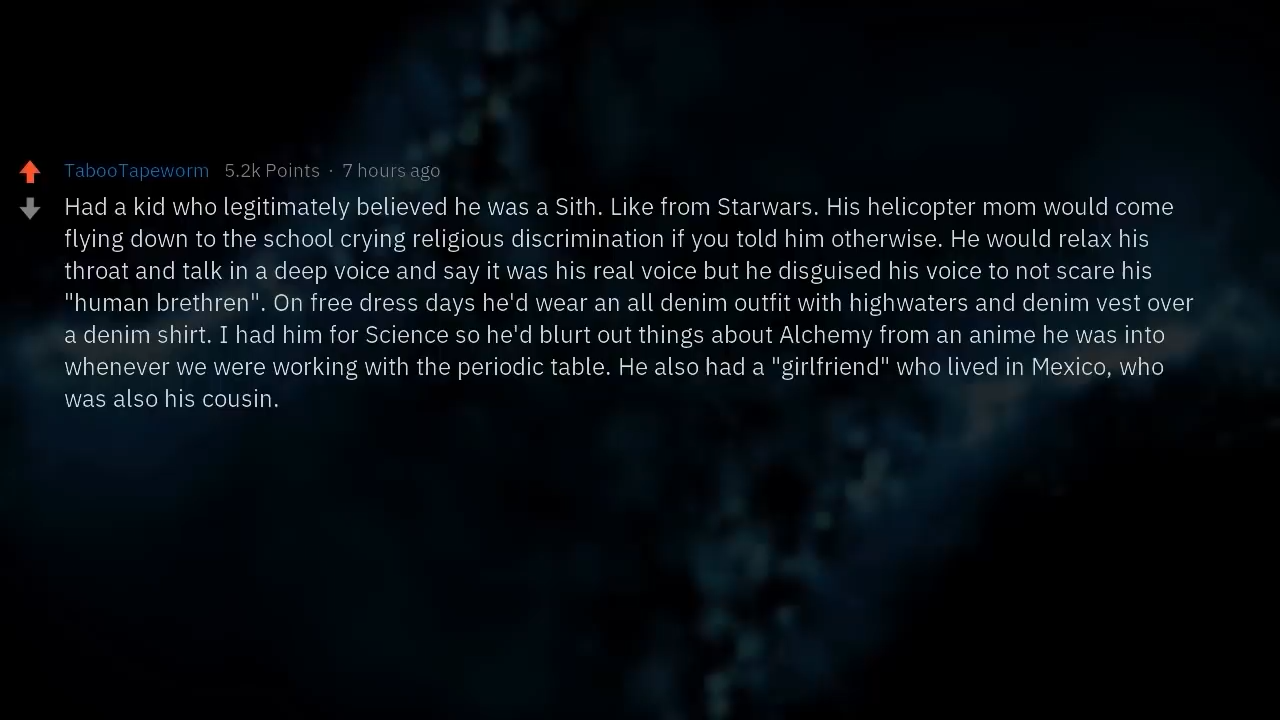 TabooTapeworm 5.2k Points · 7 hours ago
Had a kid who legitimately believed he was a Sith. Like from Starwars. His helicopter mom would come
flying down to the school crying religious discrimination if you told him otherwise. He would relax his
throat and talk in a deep voice and say it was his real voice but he disguised his voice to not scare his
"human brethren". On free dress days he'd wear an all denim outfit with highwaters and denim vest over
a denim shirt. I had him for Science so he'd blurt out things about Alchemy from an anime he was into
whenever we were working with the periodic table. He also had a "girlfriend" who lived in Mexico, who
was also his cousin.